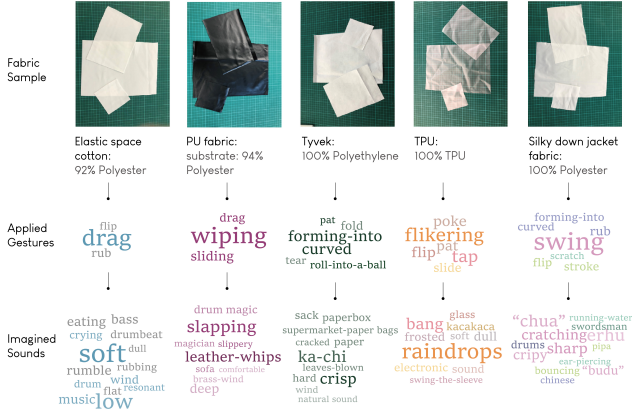 Fabric
Sample
Elastic space
cotton:
92% Polyester
PU fabric:
substrate: 94%
Polyester
Tyvek:
100% Polyethylene
TPU:
100% TPU
Silky down jacket
fabric:
100% Polyester
Applied
Gestures
flip
drag
rub
drag
wiping
sliding
pat
fold
forming-into
curved
tear
roll-into-a-ball
poke
flikering
flip pat
tap
slide
forming-into
curved
rub
swing
scratch
flip
stroke
Imagined
Sounds
eating bass
crying drumbeat
soft dull
rumble rubbing
drum wind
flat resonant
music low
drum magic
slapping
magician slippery
leather-whips
sofa comfortable
brass-wind
deep
sack paperbox
supermarket-paper bags
cracked paper
ka-chi
leaves-blown
hard crisp
wind
natural sound
glass
bang kacakaca
frosted soft dull
raindrops
electronic sound
swing-the-sleeve
"chua" running-water
swordsman
cratching erhu
drums sharp pipa
cripy
ear-piercing
bouncing "budu"
chinese